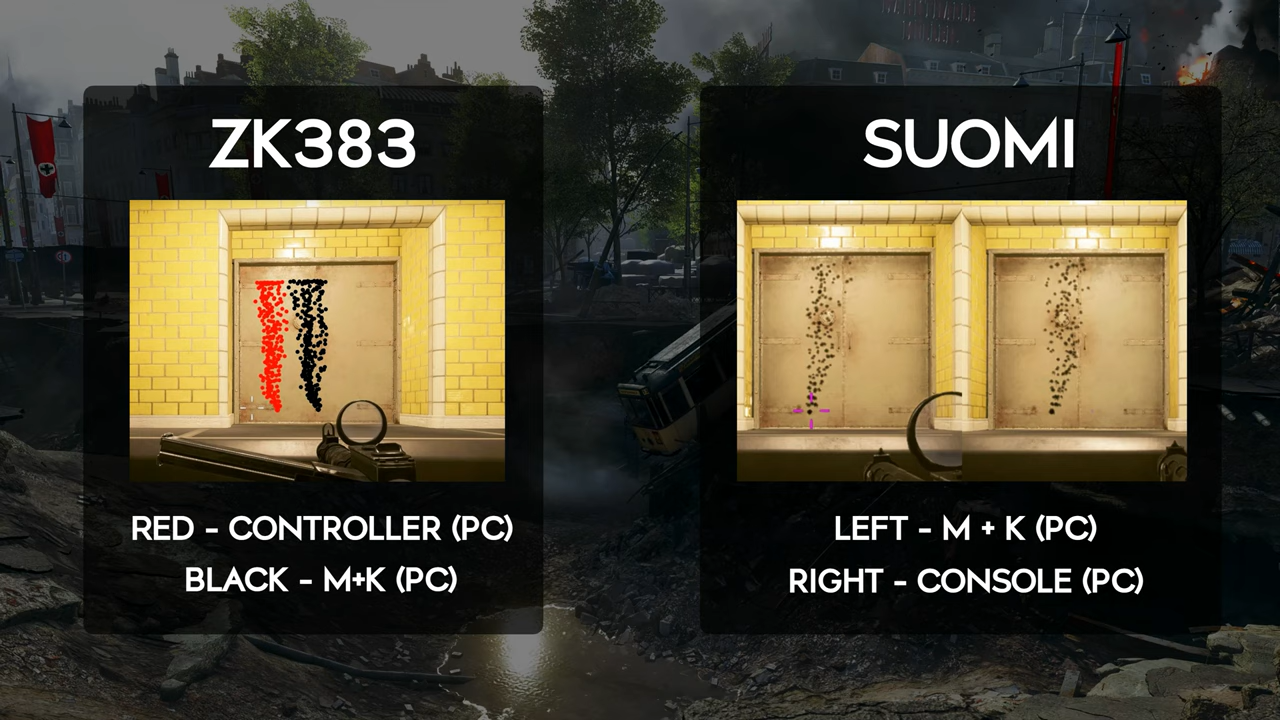 ZK383
RED - CONTROLLER (PC)
BLACK - M+K (PC)
SUOMI
LEFT - M + K (PC)
RIGHT - CONSOLE (PC)